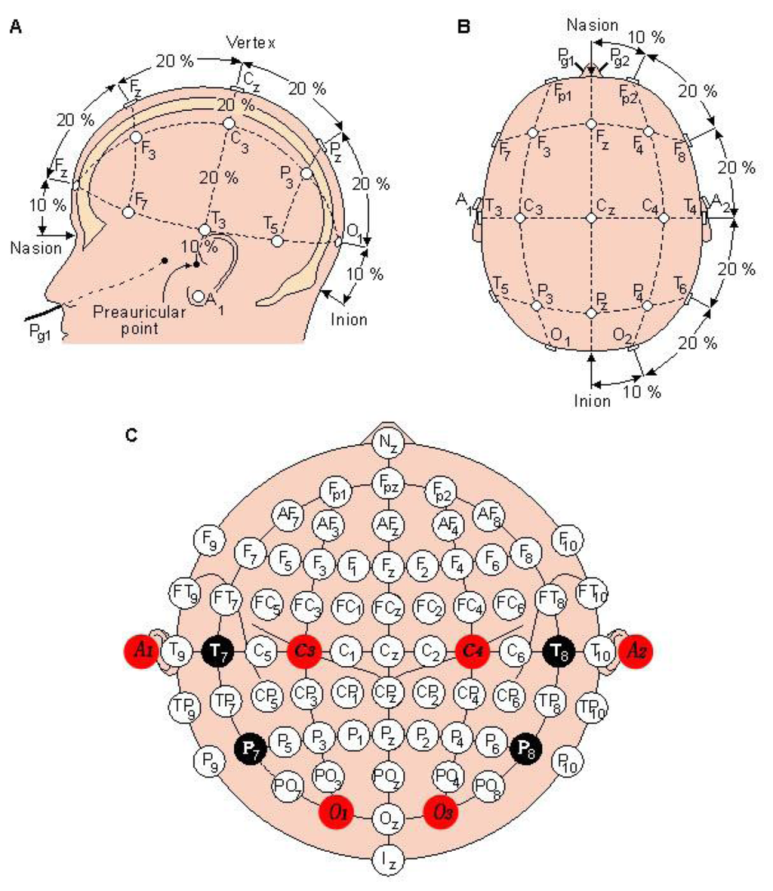 A
Vertex
20 %
20 %
Fz
Cz
20 %
20 %
F3
C3
Pz
Fz
20 %
P3
20 %
10 %
F7
T3
T5
O1
Nasion
10 %
10 %
A1
Preauricular
point
Inion
Pg1
B
Nasion
10 %
Pg1
Pg2
Fp1
Fp2
20 %
F7
F3
Fz
F4
F8
20 %
A1
T3
C3
Cz
C4
T4
A2
20 %
T5
P3
Pz
P4
T6
O1
O2
20 %
10 %
Inion
C
Nz
Fp1 Fpz Fp2
AF7 AF3 AFz AF4 AF8
F9 F7 F5 F3 F1 Fz F2 F4 F6 F8 F10
FT9 FT7 FC5 FC3 FC1 FCz FC2 FC4 FC6 FT8 FT10
A1 T9 T7 C5 C3 C1 Cz C2 C4 C6 T8 T10 A2
TP9 TP7 CP5 CP3 CP1 CPz CP2 CP4 CP6 TP8 TP10
P9 P7 P5 P3 P1 Pz P2 P4 P6 P8 P10
PO7 PO3 POz PO4 PO8
O1 Oz O3
Iz